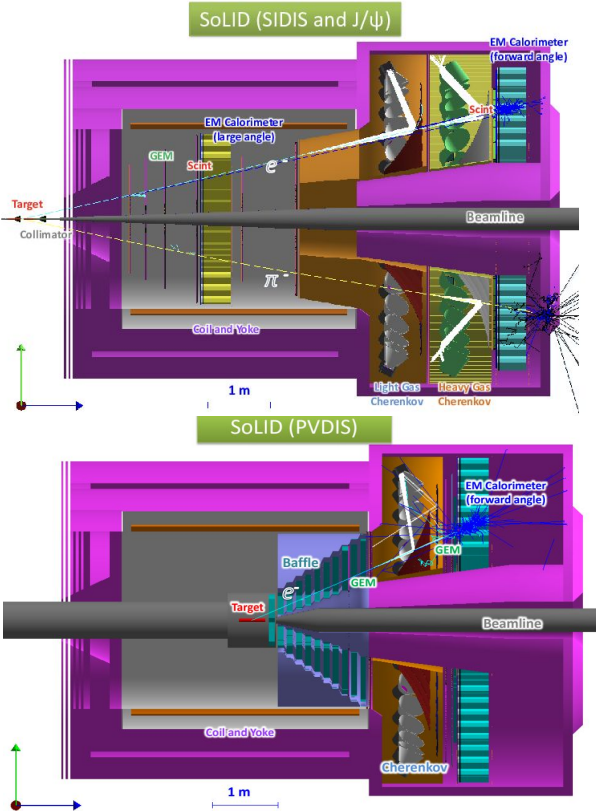 SoLID (SIDIS and J/ψ)
EM Calorimeter
(forward angle)
EM Calorimeter
(large angle)
Scint
GEM
Scint
e⁻
Target
Collimator
Beamline
π⁻
Coil and Yoke
1 m
Light Gas
Cherenkov
Heavy Gas
Cherenkov
SoLID (PVDIS)
EM Calorimeter
(forward angle)
Baffle
GEM
GEM
e⁻
Target
Beamline
Coil and Yoke
Cherenkov
1 m